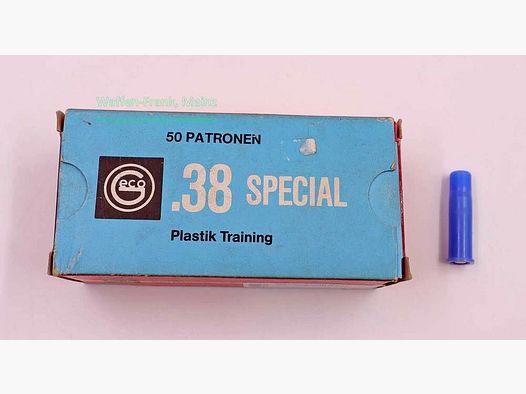 Waffen-Frank, Mainz
50 PATRONEN
Geco
.38 SPECIAL
Plastik Training